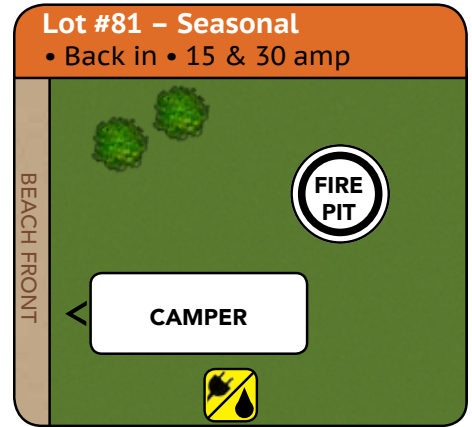 Lot #81 – Seasonal
• Back in • 15 & 30 amp
BEACH FRONT
FIRE
PIT
CAMPER